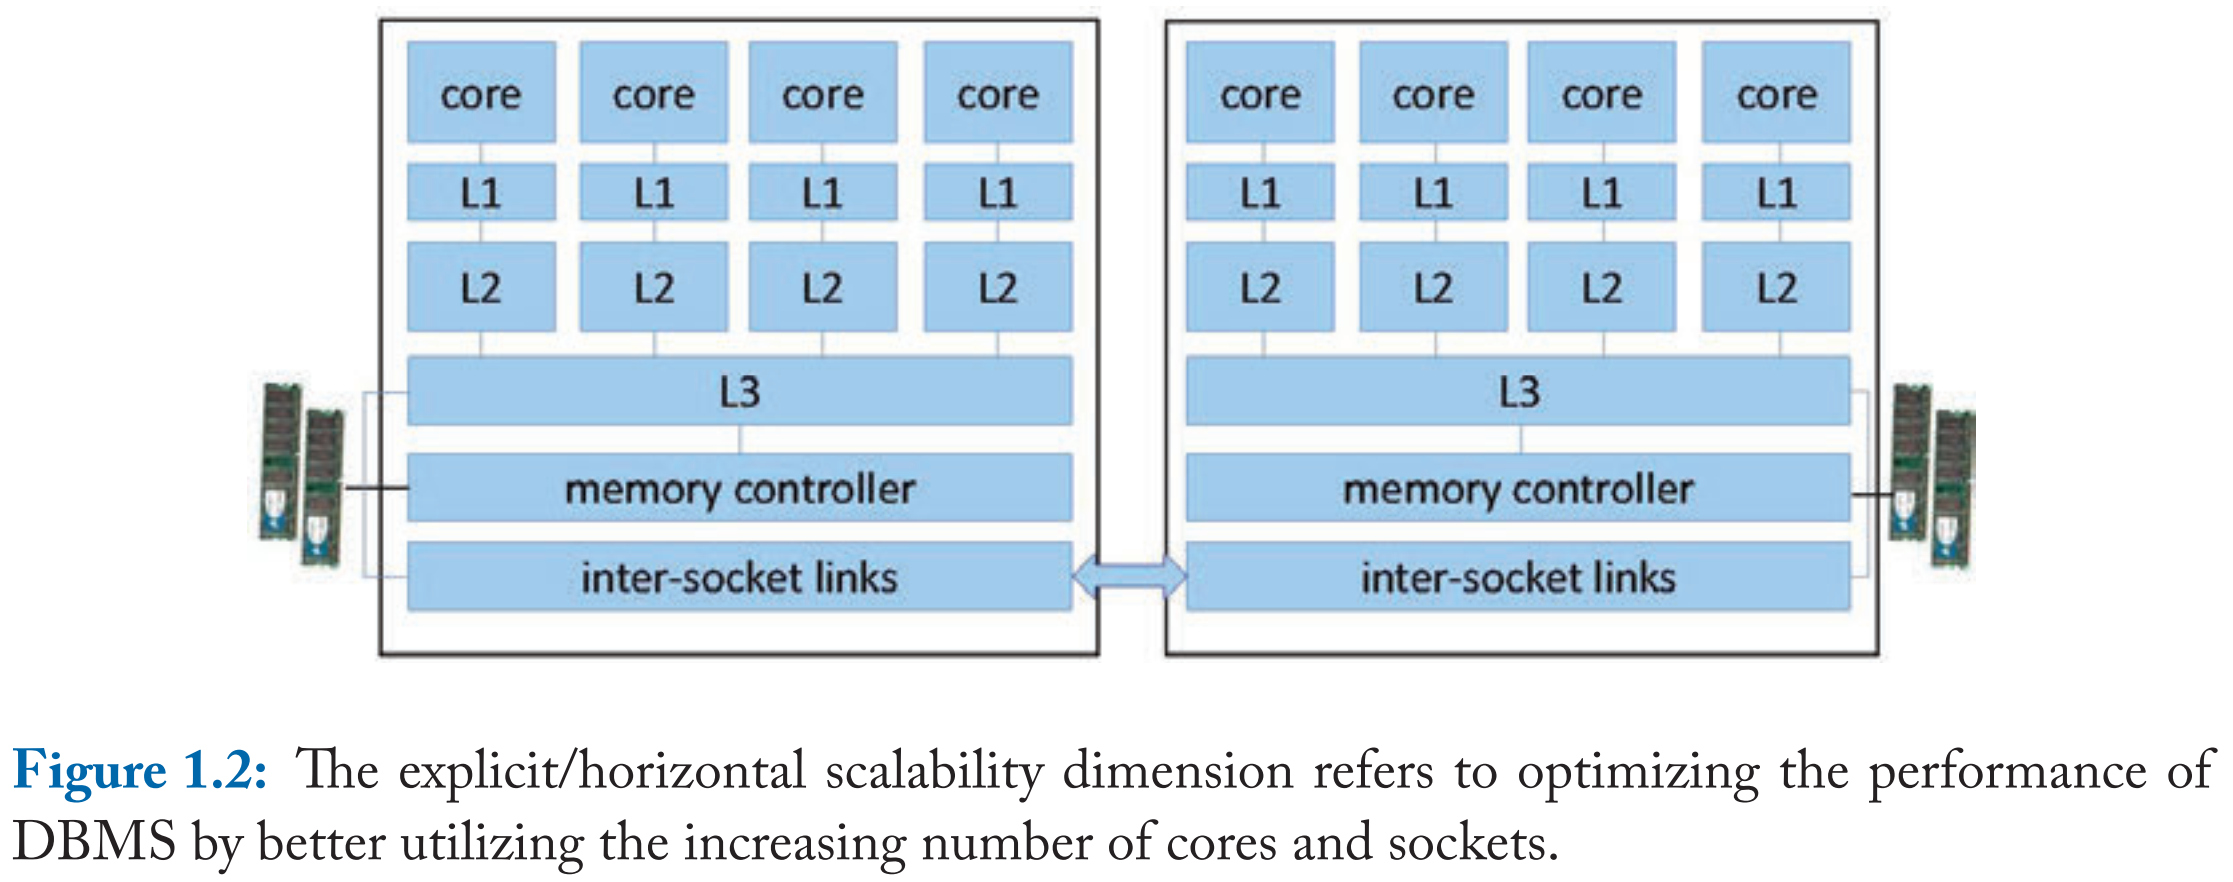 core core core core core core core core
L1 L1 L1 L1 L1 L1 L1 L1
L2 L2 L2 L2 L2 L2 L2 L2
L3 L3
memory controller memory controller
inter-socket links inter-socket links
Figure 1.2: The explicit/horizontal scalability dimension refers to optimizing the performance of
DBMS by better utilizing the increasing number of cores and sockets.